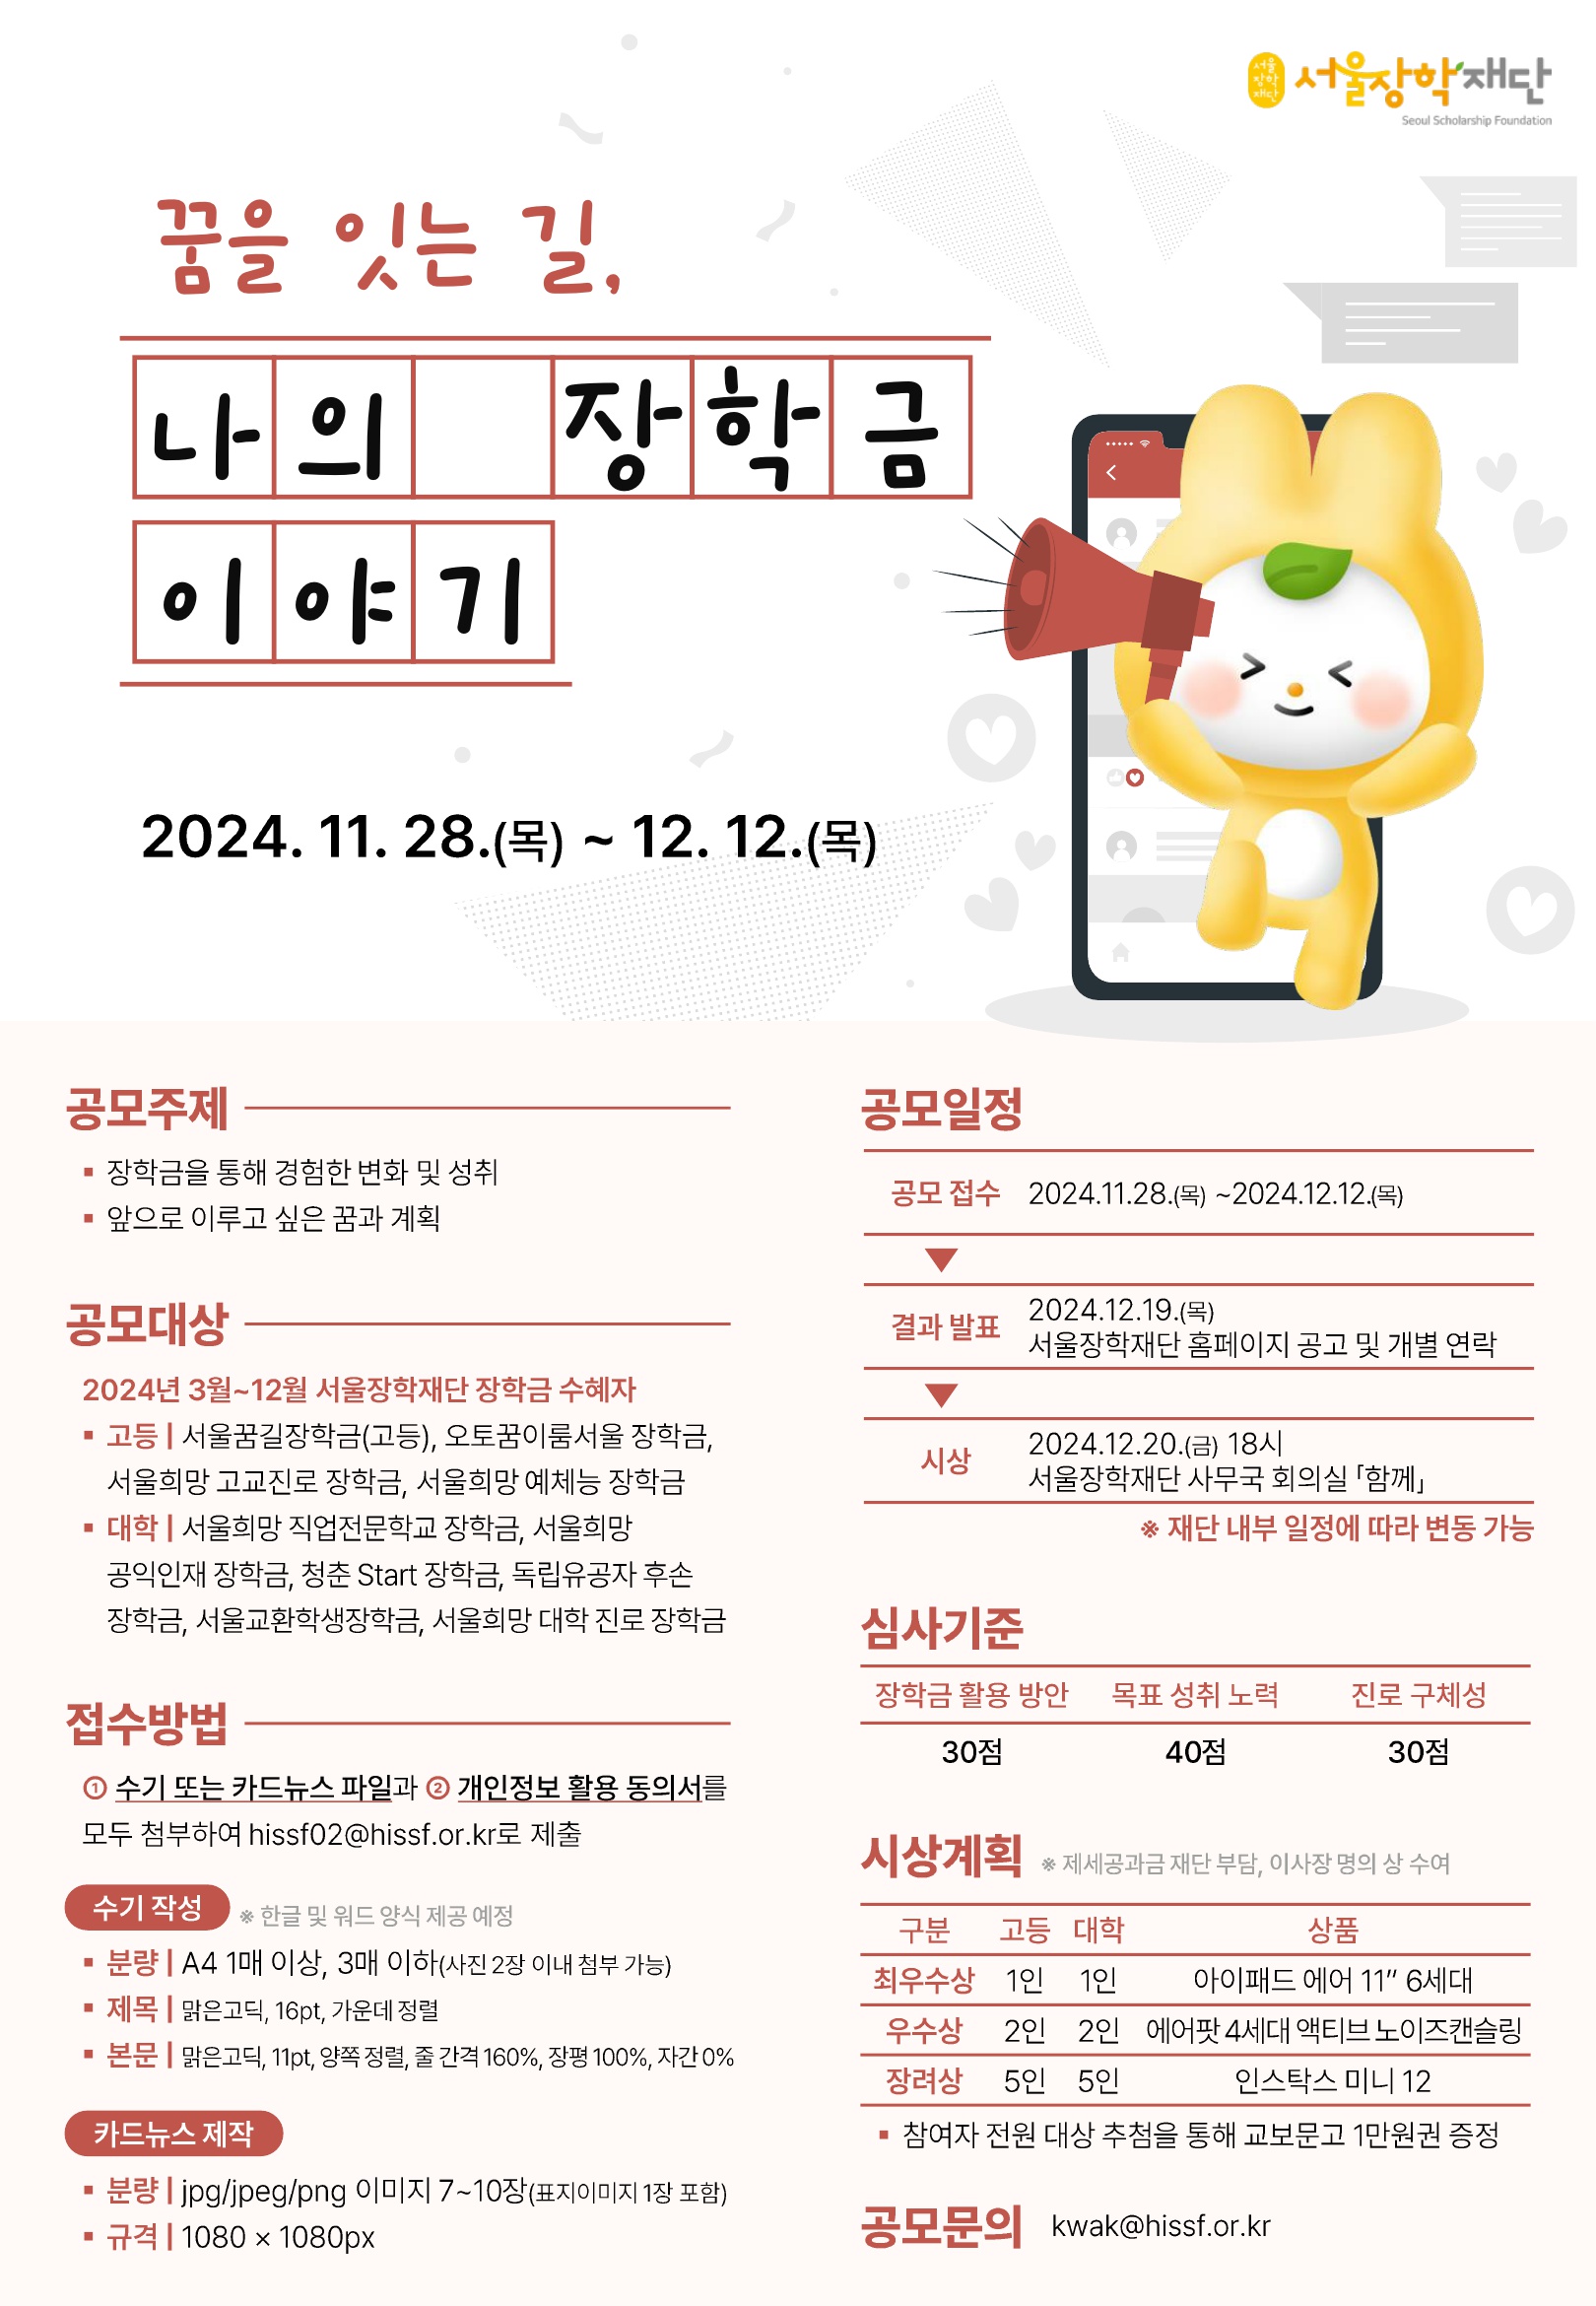 서울장학재단
서울장학재단
Seoul Scholarship Foundation
꿈을 잇는 길,
나의 장학금
이야기
2024. 11. 28.(목) ~ 12. 12.(목)
공모주제
▪ 장학금을 통해 경험한 변화 및 성취
▪ 앞으로 이루고 싶은 꿈과 계획
공모대상
2024년 3월~12월 서울장학재단 장학금 수혜자
▪ 고등 | 서울꿈길장학금(고등), 오토꿈이룸서울 장학금,
서울희망 고교진로 장학금, 서울희망 예체능 장학금
▪ 대학 | 서울희망 직업전문학교 장학금, 서울희망
공익인재 장학금, 청춘 Start 장학금, 독립유공자 후손
장학금, 서울교환학생장학금, 서울희망 대학 진로 장학금
접수방법
① 수기 또는 카드뉴스 파일과 ② 개인정보 활용 동의서를
모두 첨부하여 hissf02@hissf.or.kr로 제출
수기 작성 ※ 한글 및 워드 양식 제공 예정
▪ 분량 | A4 1매 이상, 3매 이하(사진 2장 이내 첨부 가능)
▪ 제목 | 맑은고딕, 16pt, 가운데 정렬
▪ 본문 | 맑은고딕, 11pt, 양쪽 정렬, 줄 간격 160%, 장평 100%, 자간 0%
카드뉴스 제작
▪ 분량 | jpg/jpeg/png 이미지 7~10장(표지이미지 1장 포함)
▪ 규격 | 1080 × 1080px
공모일정
공모 접수 2024.11.28.(목) ~2024.12.12.(목)
결과 발표 2024.12.19.(목)
서울장학재단 홈페이지 공고 및 개별 연락
시상 2024.12.20.(금) 18시
서울장학재단 사무국 회의실 「함께」
※ 재단 내부 일정에 따라 변동 가능
심사기준
장학금 활용 방안 목표 성취 노력 진로 구체성
30점 40점 30점
시상계획 ※ 제세공과금 재단 부담, 이사장 명의 상 수여
구분 고등 대학 상품
최우수상 1인 1인 아이패드 에어 11″ 6세대
우수상 2인 2인 에어팟 4세대 액티브 노이즈캔슬링
장려상 5인 5인 인스탁스 미니 12
▪ 참여자 전원 대상 추첨을 통해 교보문고 1만원권 증정
공모문의 kwak@hissf.or.kr